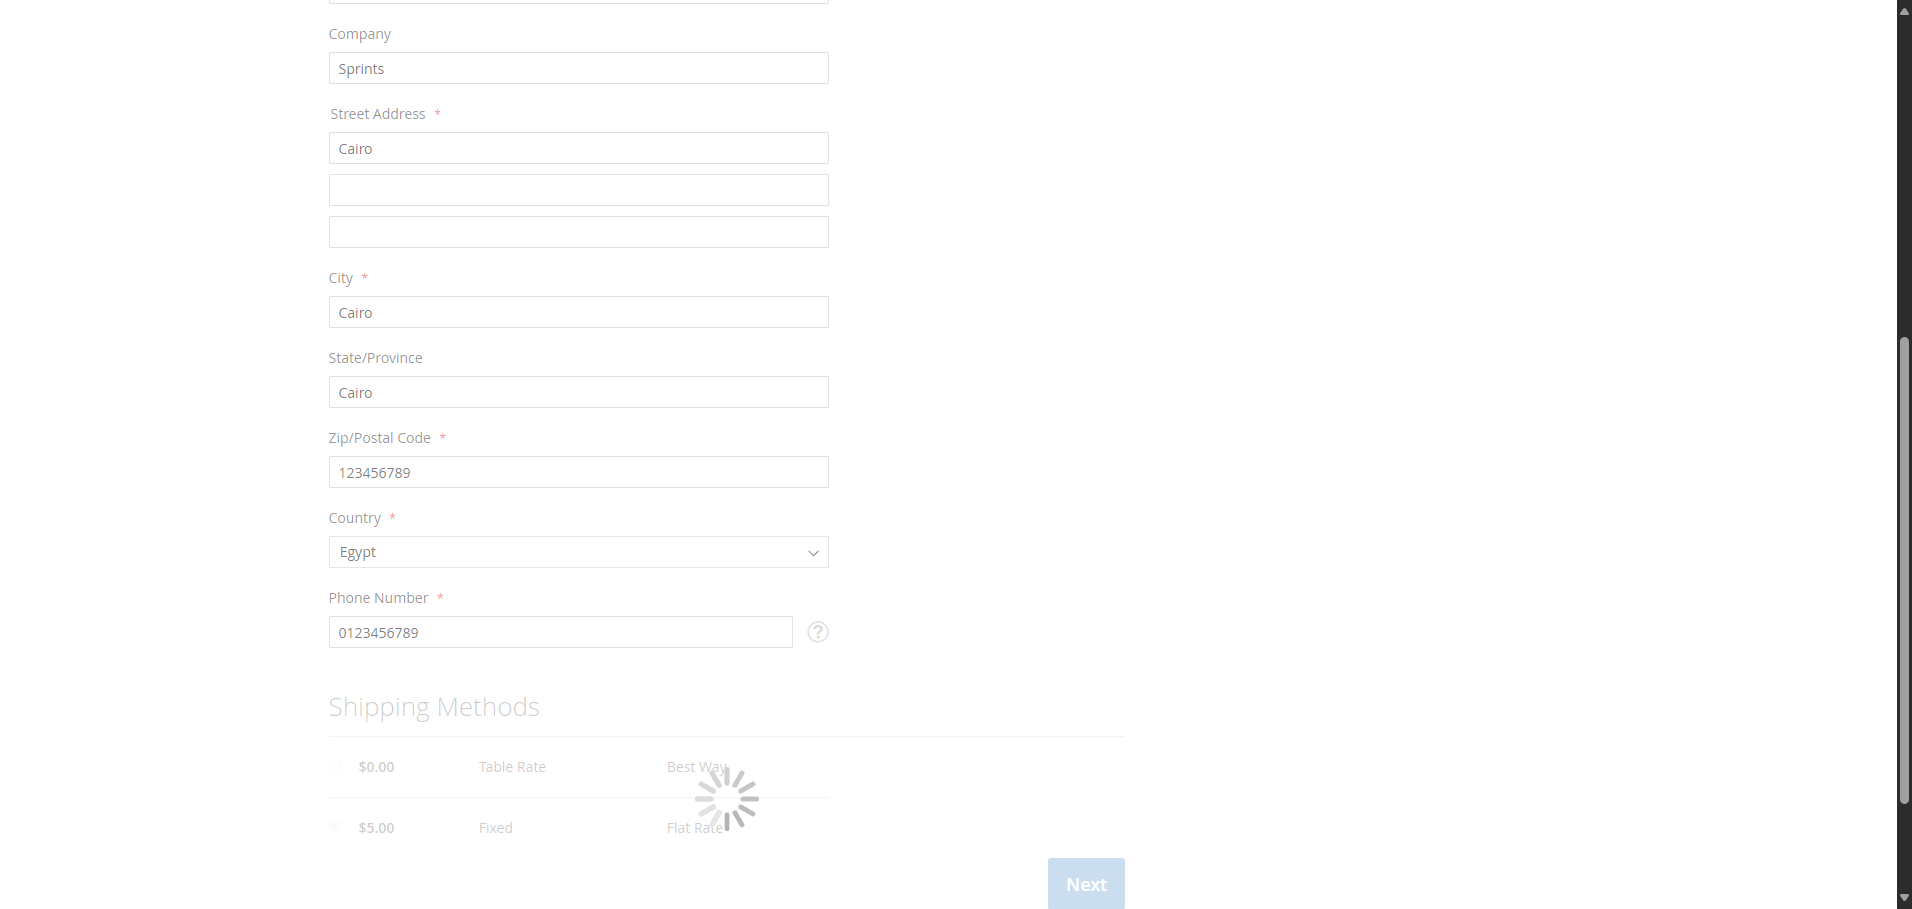 Company
Sprints
Street Address *
Cairo
City *
Cairo
State/Province
Cairo
Zip/Postal Code *
123456789
Country *
Egypt
Phone Number *
0123456789
?
Shipping Methods
$0.00 Table Rate Best Way
$5.00 Fixed Flat Rate
Next